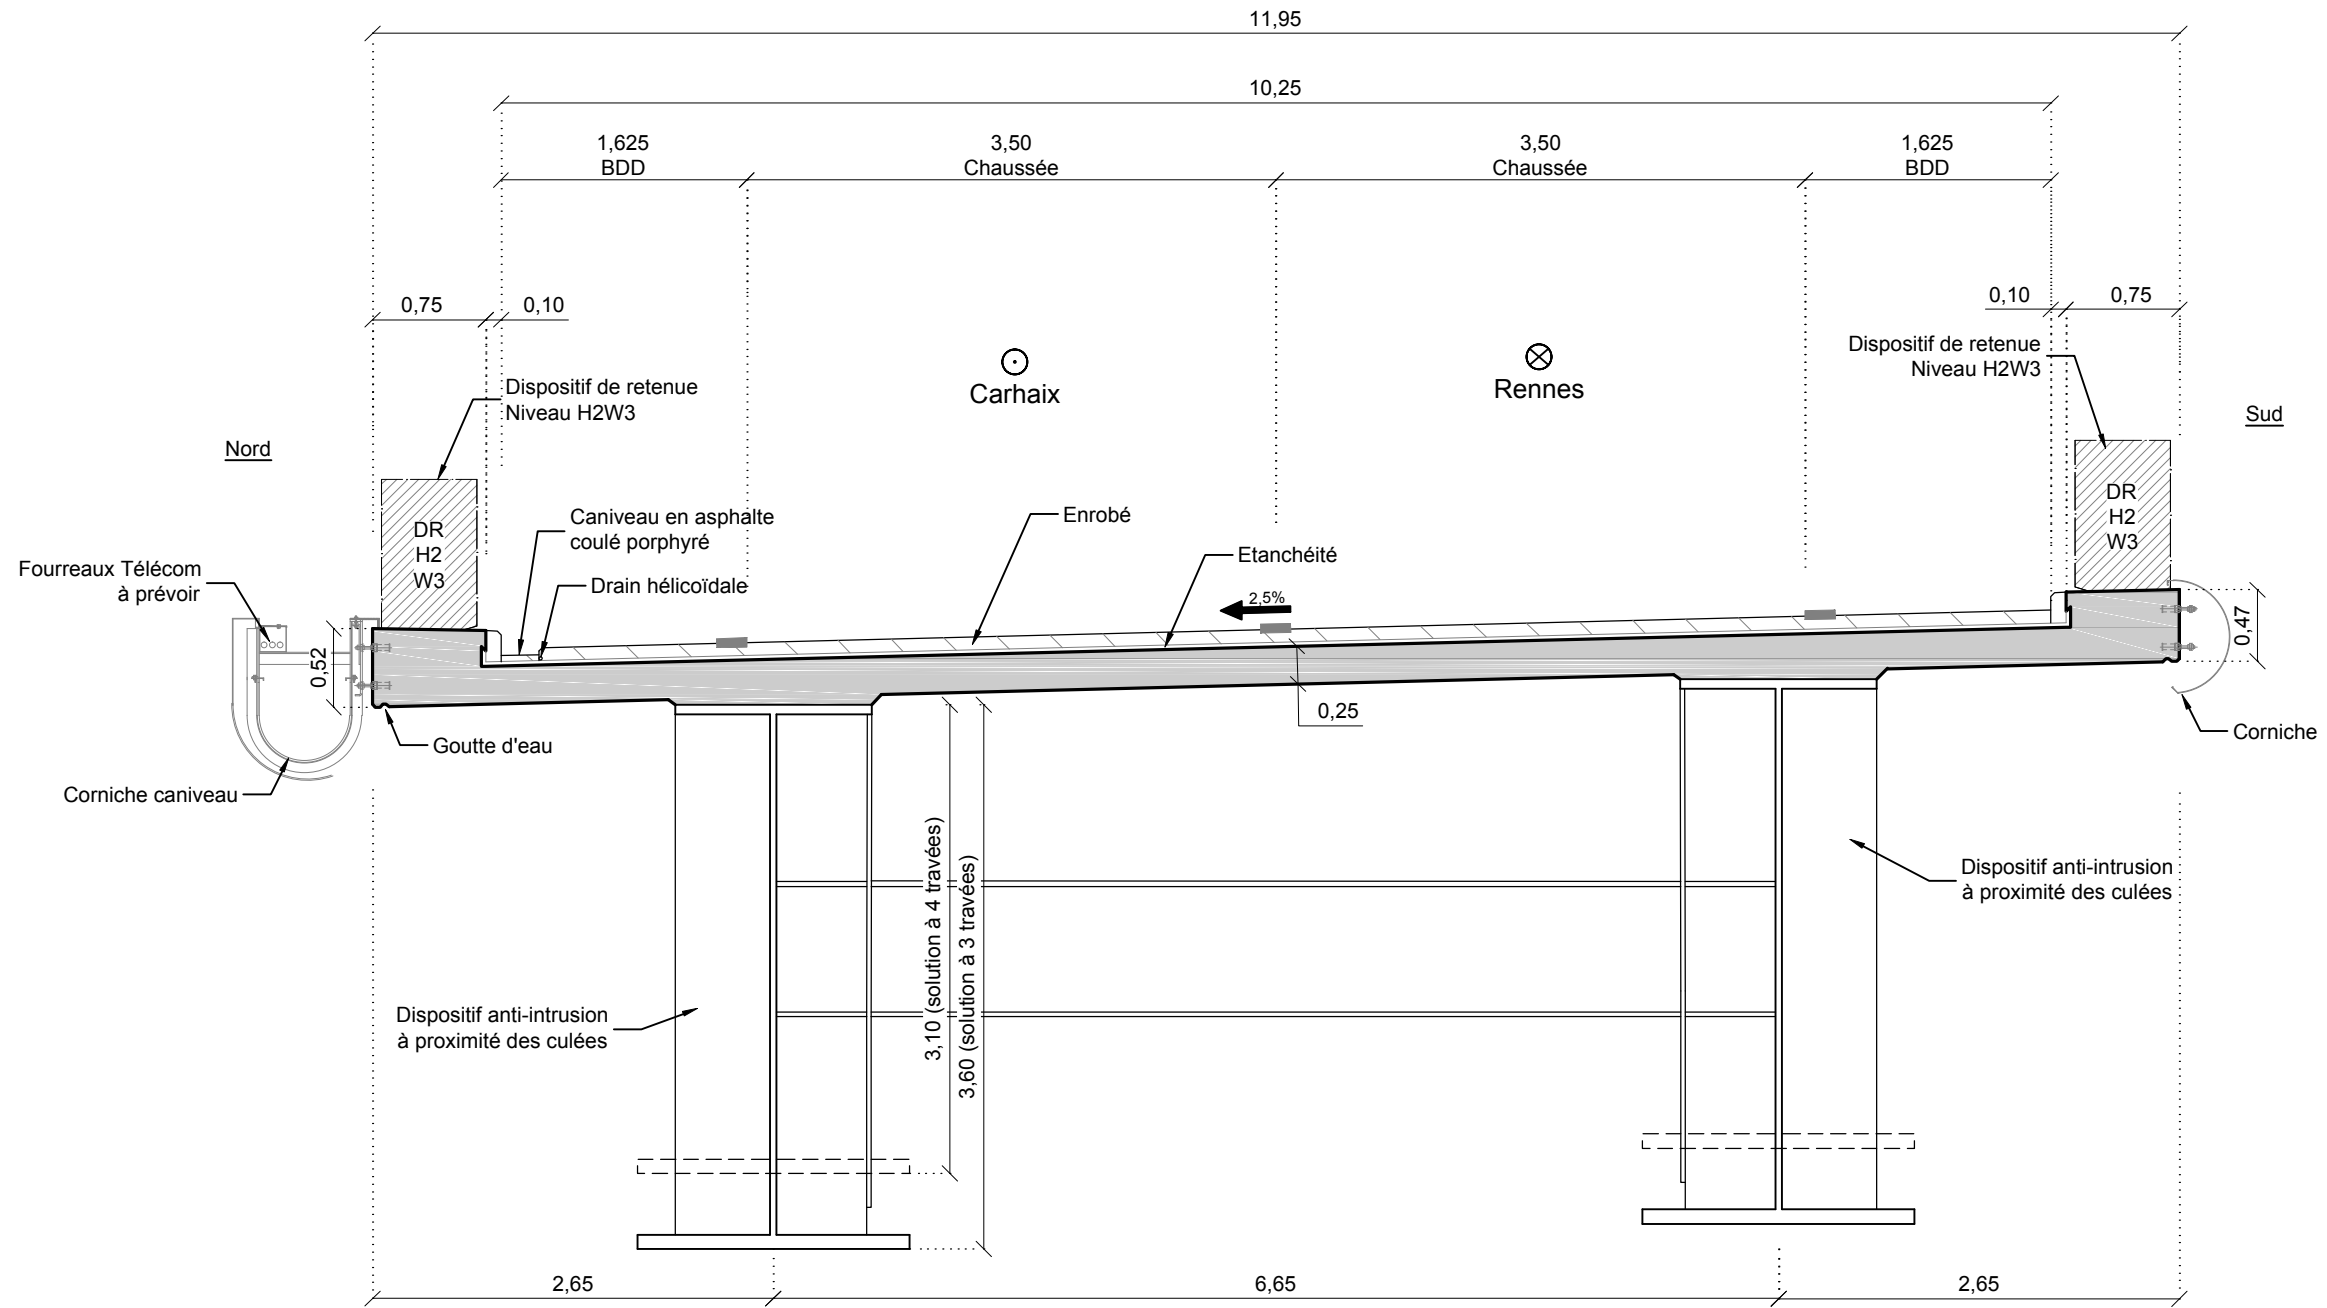 11,95
10,25
1,625
BDD
3,50
Chaussée
3,50
Chaussée
1,625
BDD
0,75
0,10
0,10
0,75
Dispositif de retenue
Niveau H2W3
Carhaix
Rennes
Dispositif de retenue
Niveau H2W3
Nord
Sud
DR
H2
W3
DR
H2
W3
Caniveau en asphalte
coulé porphyré
Enrobé
Etanchéité
Fourreaux Télécom
à prévoir
Drain hélicoïdale
2,5%
0,52
0,47
0,25
Goutte d'eau
Corniche
Corniche caniveau
3,10 (solution à 4 travées)
3,60 (solution à 3 travées)
Dispositif anti-intrusion
à proximité des culées
Dispositif anti-intrusion
à proximité des culées
2,65
6,65
2,65